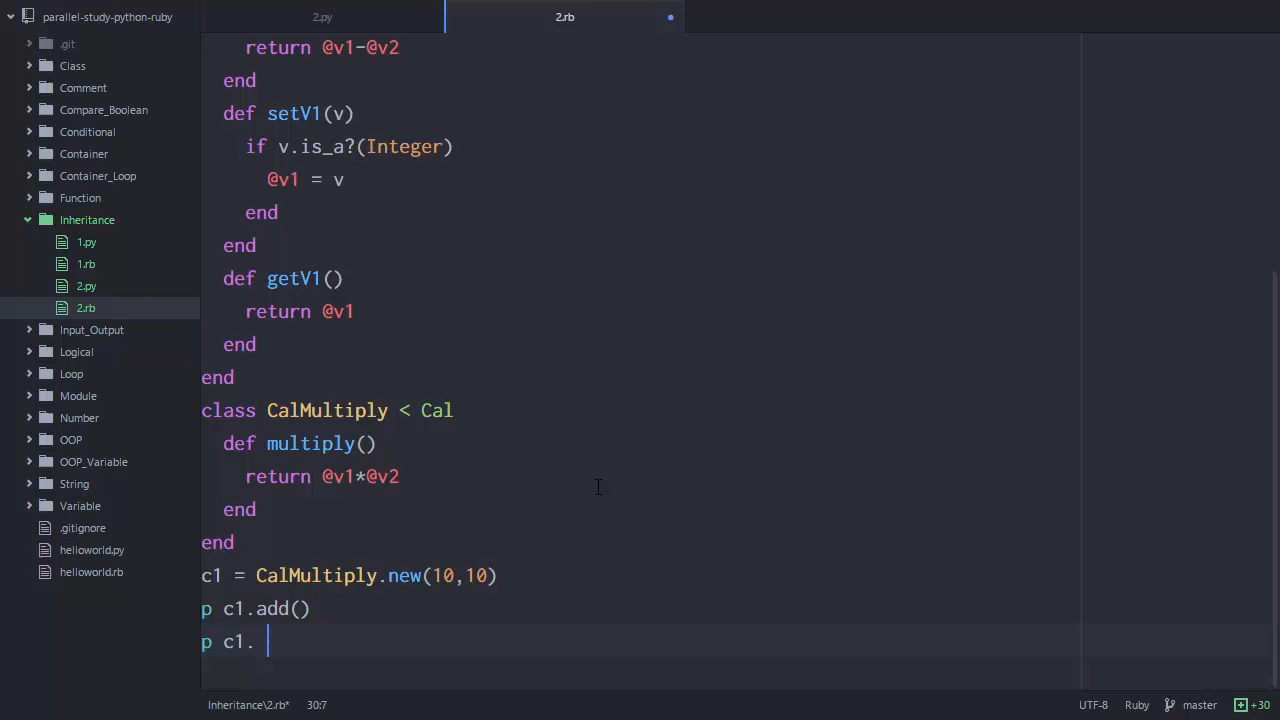 parallel-study-python-ruby
2.py
2.rb
.git
Class
Comment
Compare_Boolean
Conditional
Container
Container_Loop
Function
Inheritance
1.py
1.rb
2.py
2.rb
Input_Output
Logical
Loop
Module
Number
OOP
OOP_Variable
String
Variable
.gitignore
helloworld.py
helloworld.rb
return @v1-@v2
end
def setV1(v)
if v.is_a?(Integer)
@v1 = v
end
end
def getV1()
return @v1
end
end
class CalMultiply < Cal
def multiply()
return @v1*@v2
end
end
c1 = CalMultiply.new(10,10)
p c1.add()
p c1.
Inheritance\2.rb* 30:7
UTF-8 Ruby master +30